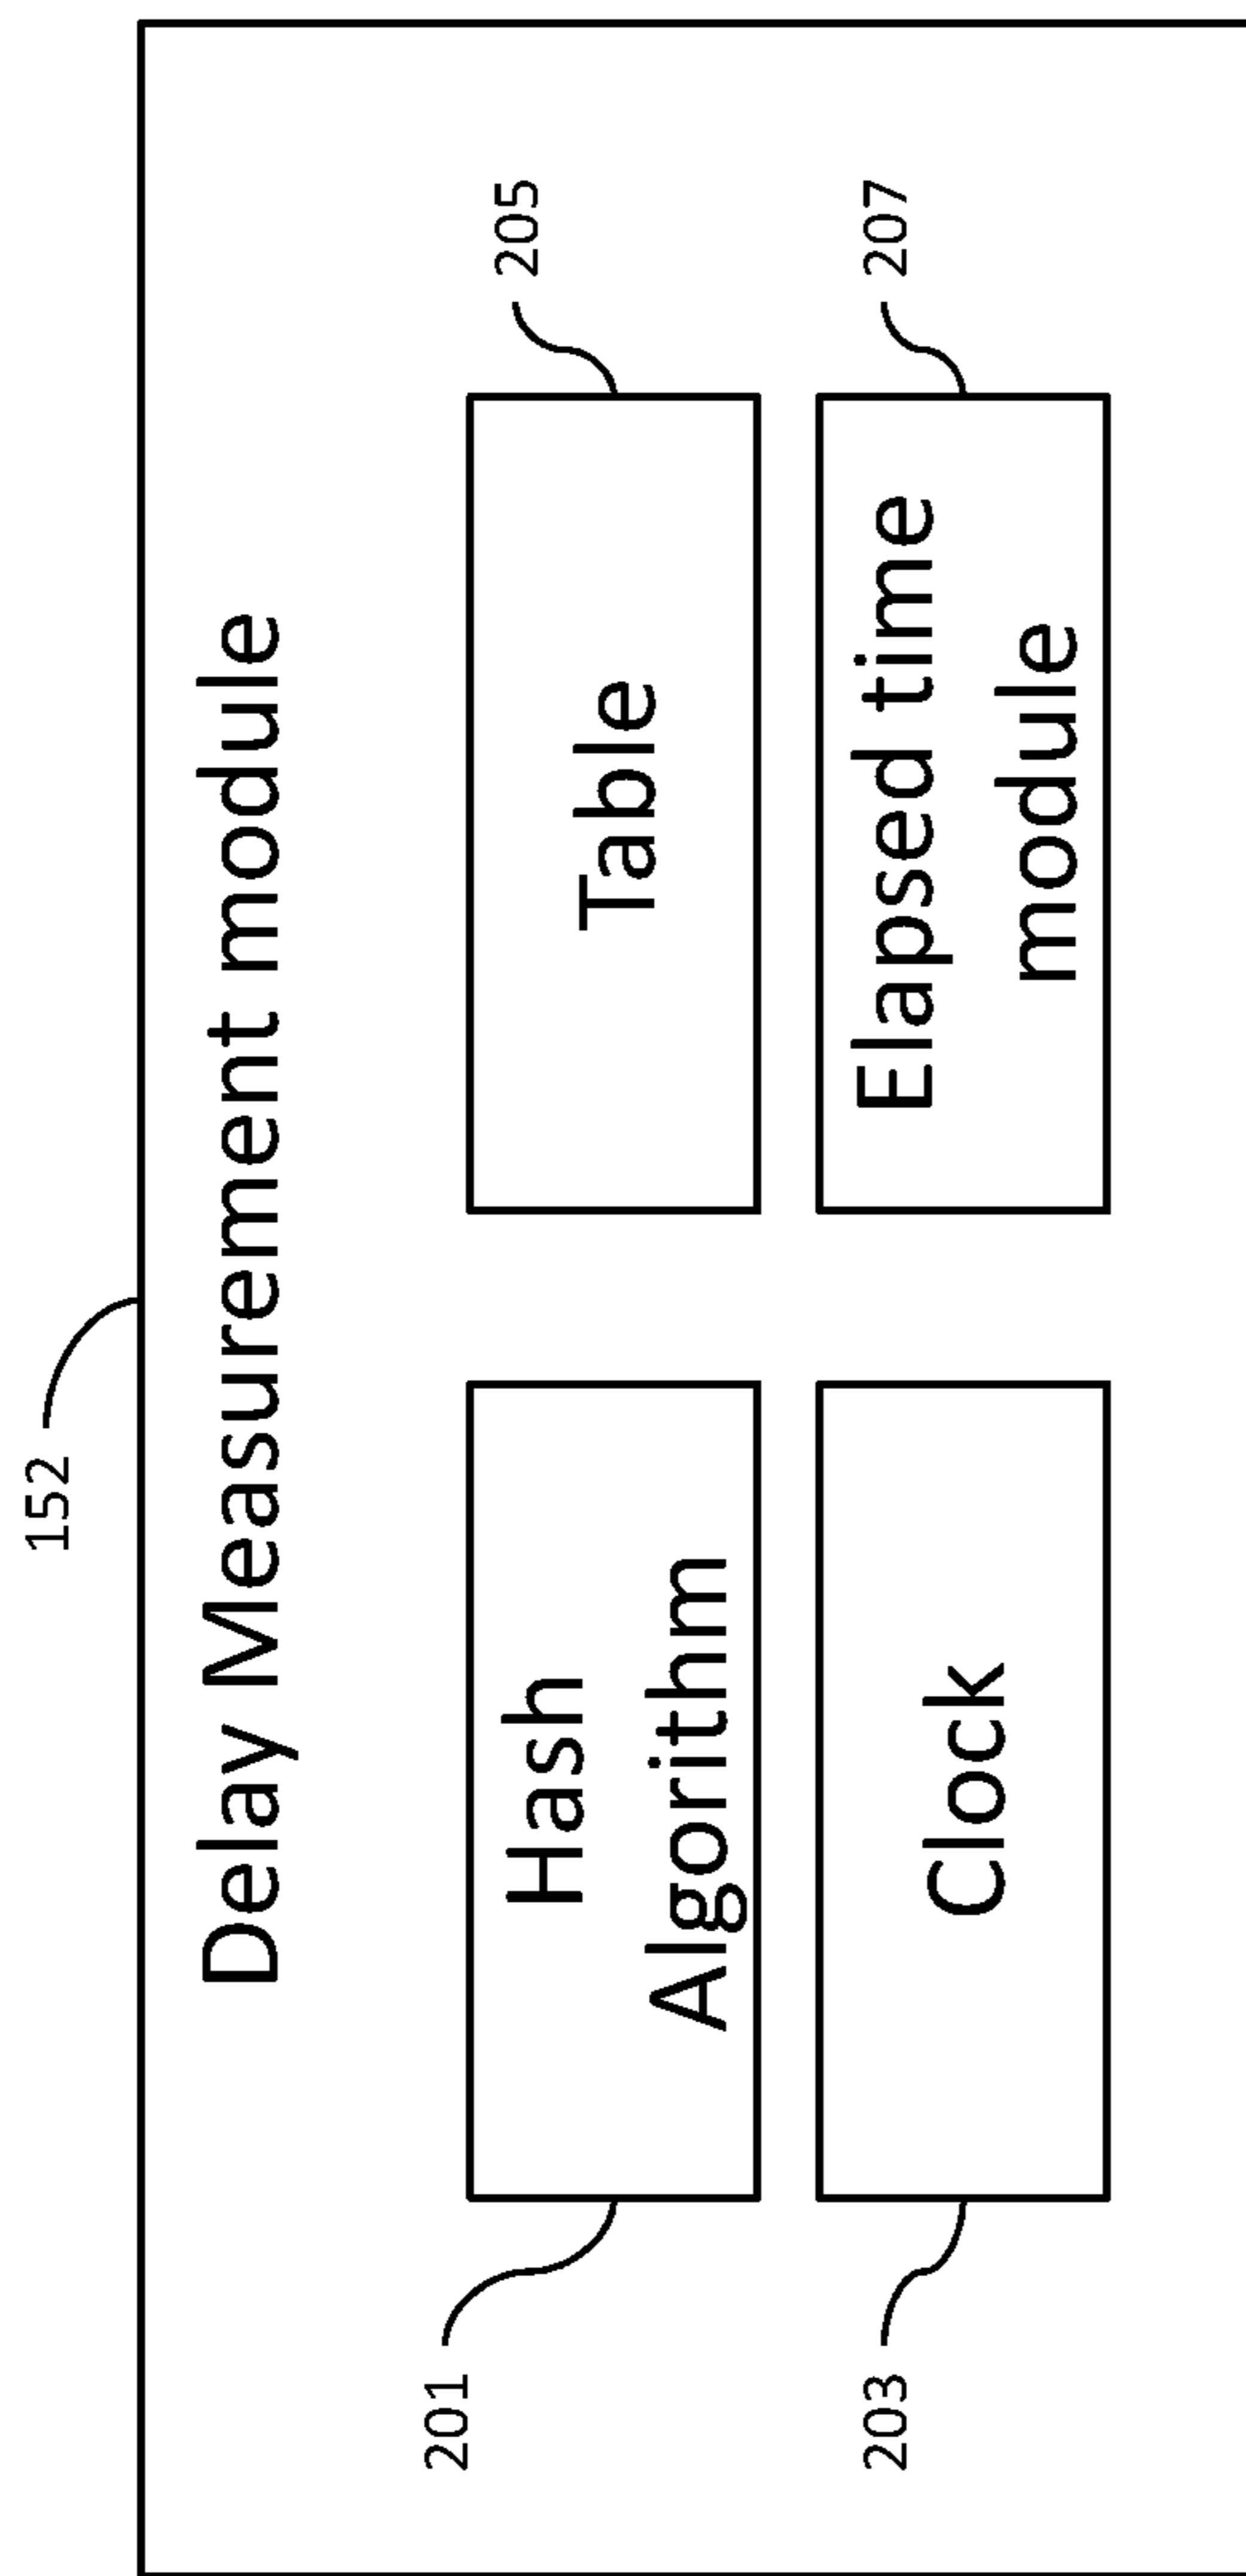 152
Delay Measurement module
201
Hash
Algorithm
Table
205
203
Clock
Elapsed time
module
207